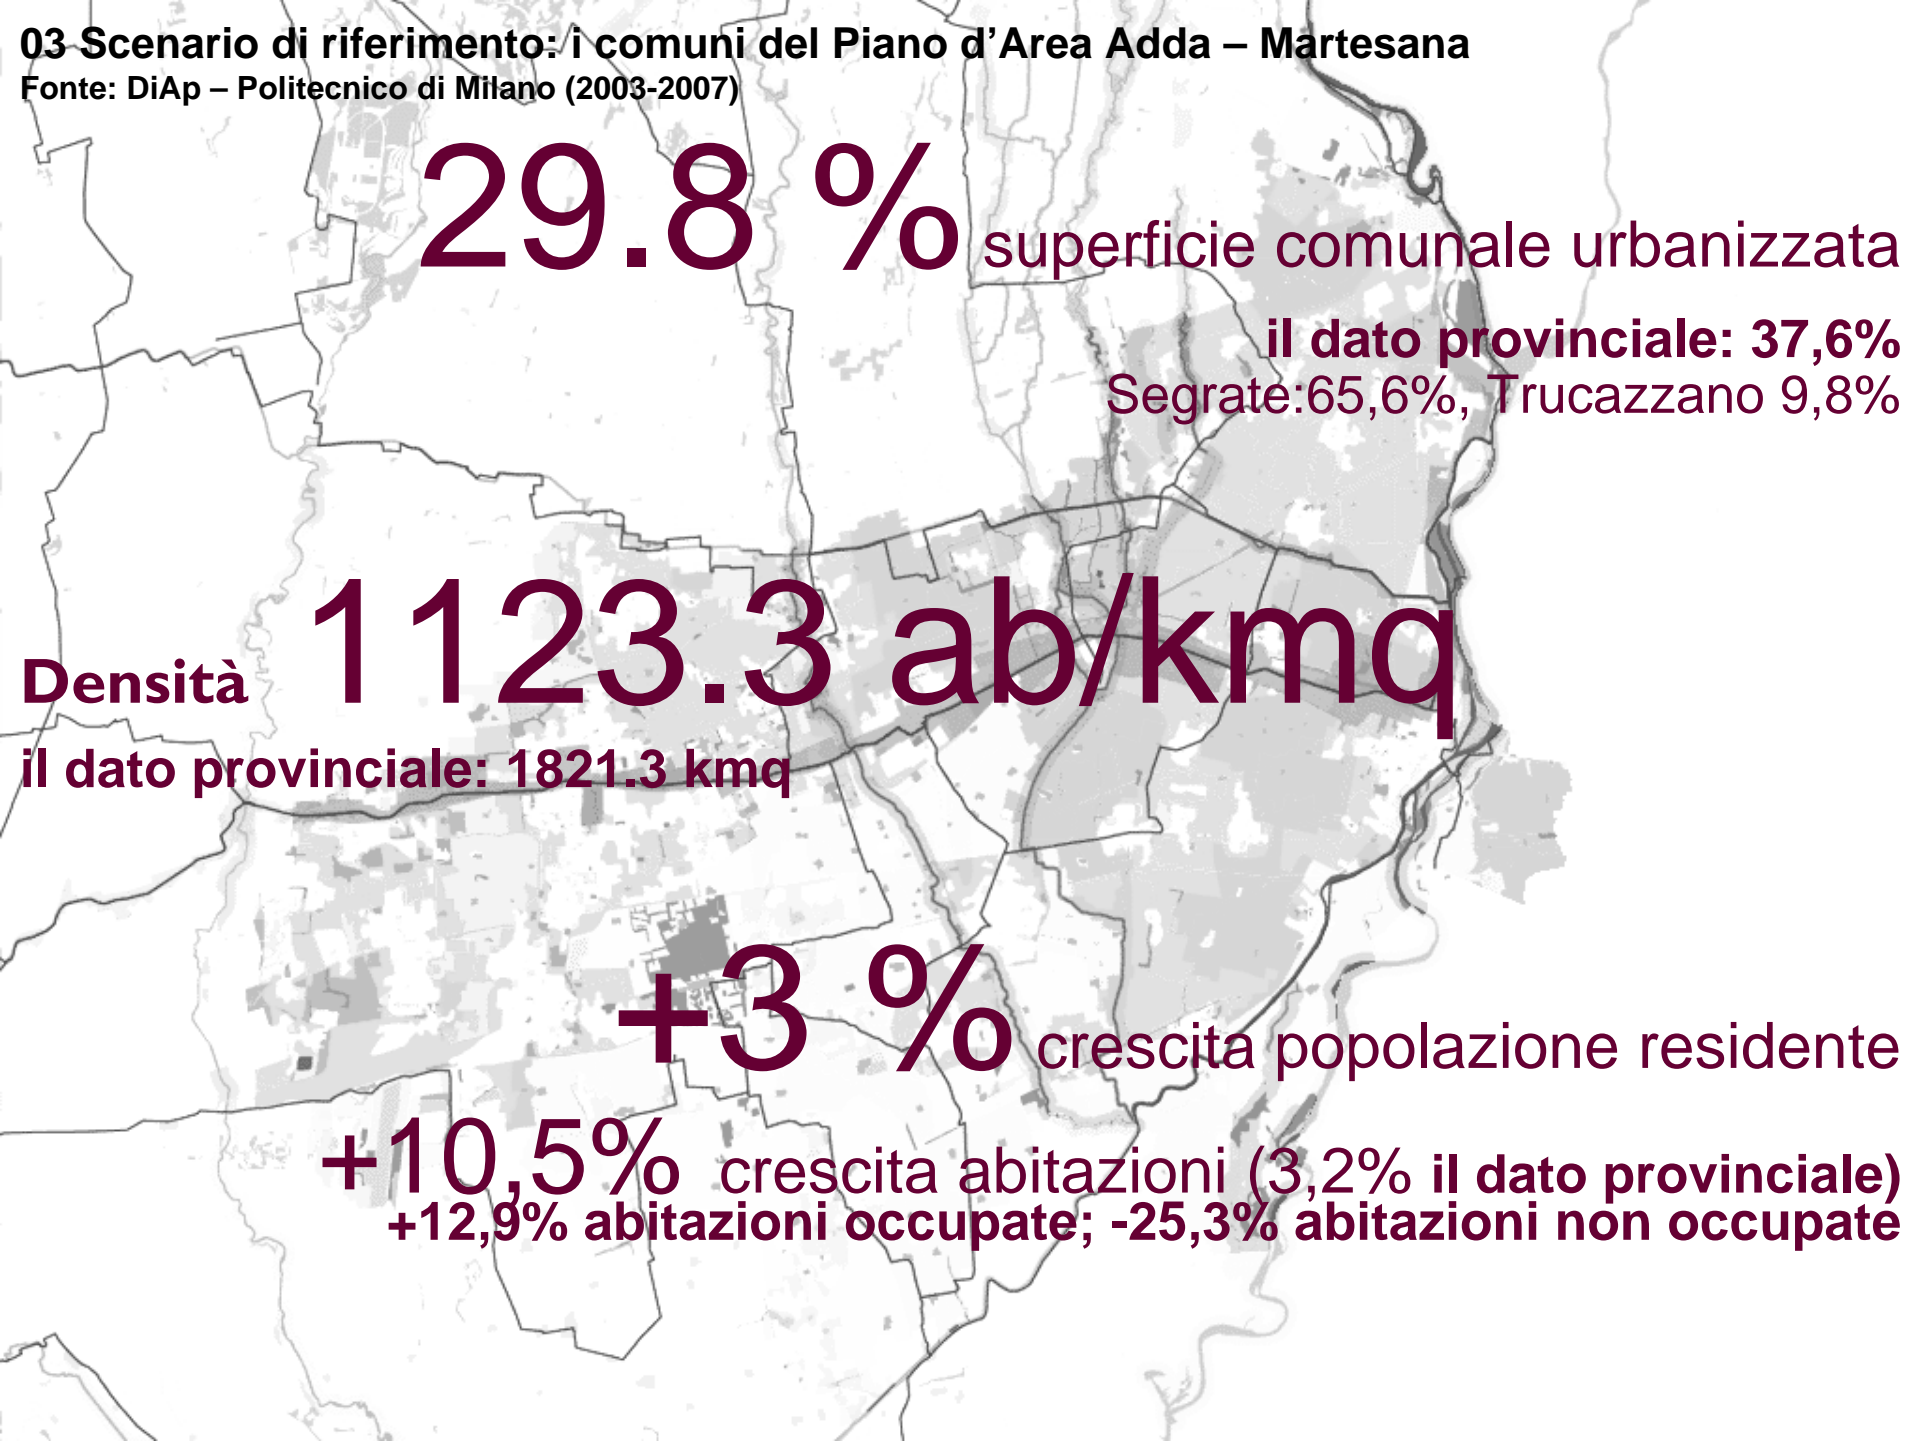 03 Scenario di riferimento: i comuni del Piano d’Area Adda – Martesana
Fonte: DiAp – Politecnico di Milano (2003-2007)
29.8 % superficie comunale urbanizzata
il dato provinciale: 37,6%
Segrate:65,6%, Trucazzano 9,8%
Densità 1123.3 ab/kmq
il dato provinciale: 1821.3 kmq
+3 % crescita popolazione residente
+10,5% crescita abitazioni (3,2% il dato provinciale)
+12,9% abitazioni occupate; -25,3% abitazioni non occupate